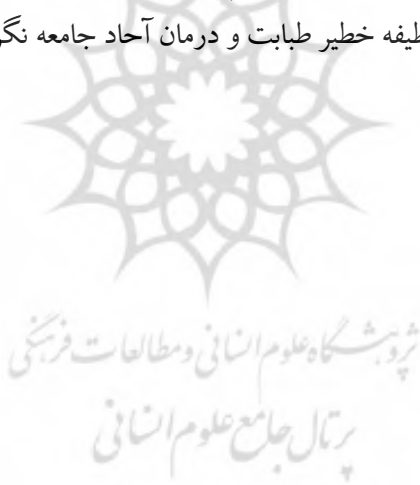 خطیر طبابت و درمان آحاد جامعه
پژوهشگاه علوم انسانی و مطالعات فرهنگی
پرتال جامع علوم انسانی